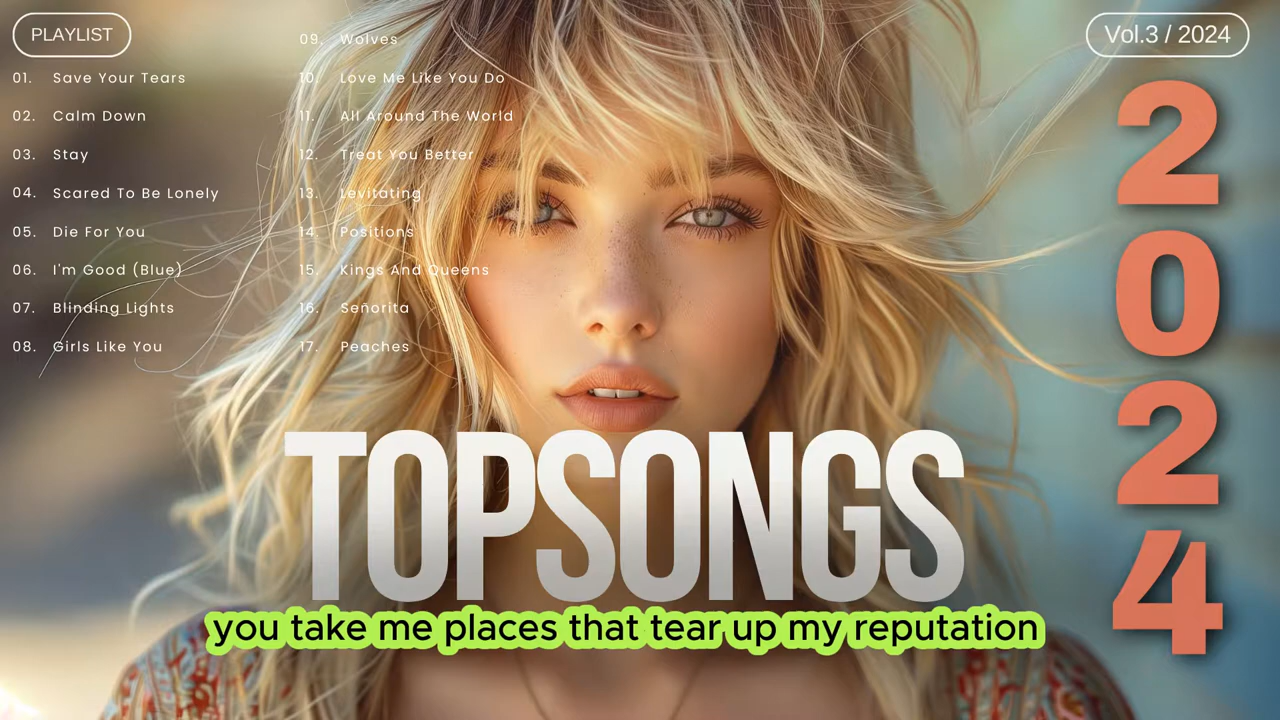 PLAYLIST
01. Save Your Tears
02. Calm Down
03. Stay
04. Scared To Be Lonely
05. Die For You
06. I'm Good (Blue)
07. Blinding Lights
08. Girls Like You
09. Wolves
10. Love Me Like You Do
11. All Around The World
12. Treat You Better
13. Levitating
14. Positions
15. Kings And Queens
16. Señorita
17. Peaches
Vol.3 / 2024
2024
TOPSONGS
you take me places that tear up my reputation